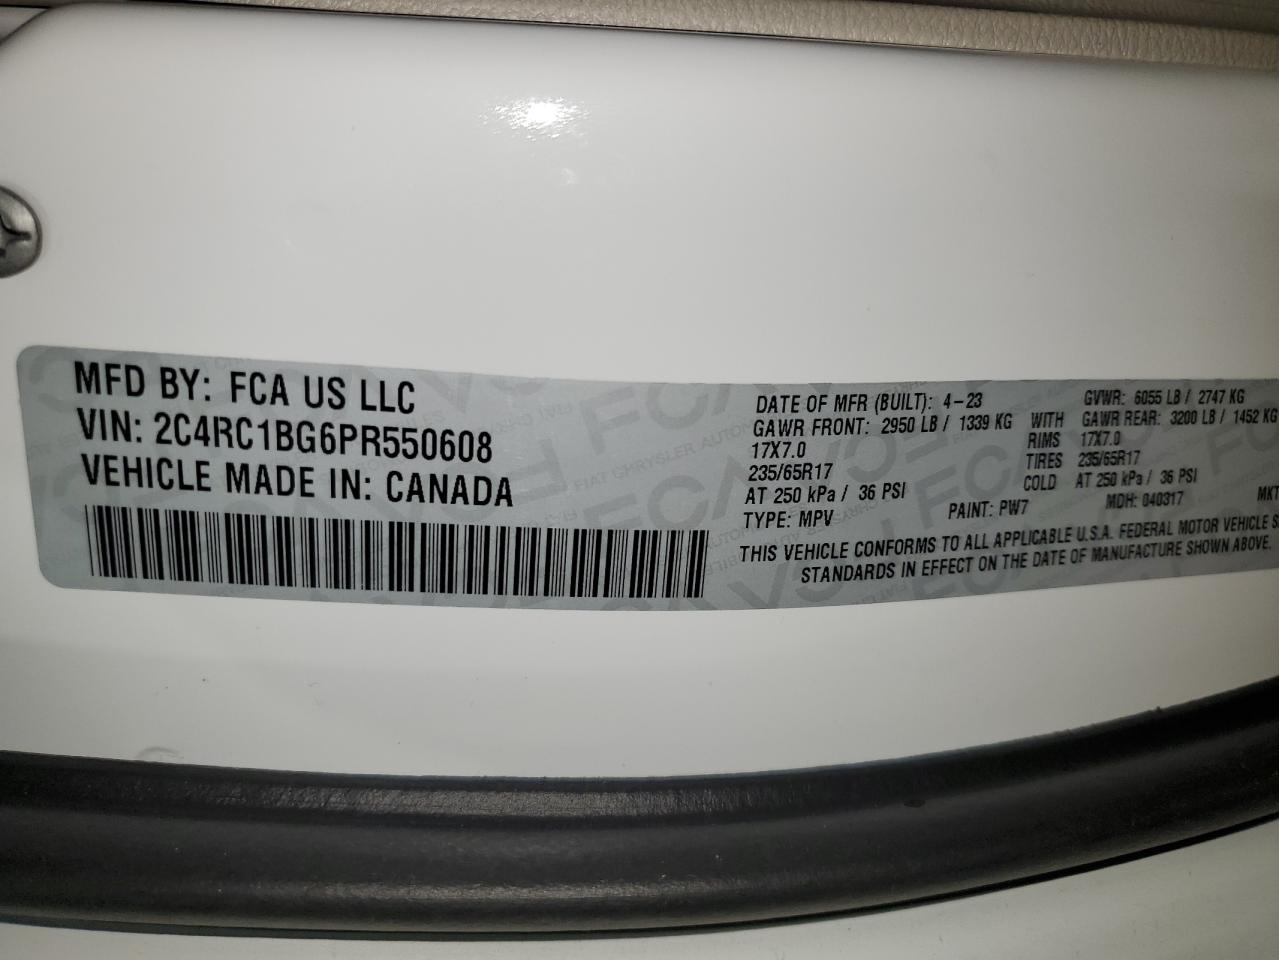 MFD BY: FCA US LLC
VIN: 2C4RC1BG6PR550608
VEHICLE MADE IN: CANADA
DATE OF MFR (BUILT): 4-23 GVWR: 6055 LB / 2747 KG
GAWR FRONT: 2950 LB / 1339 KG WITH GAWR REAR: 3200 LB / 1452 KG
17X7.0 RIMS 17X7.0
235/65R17 TIRES 235/65R17
AT 250 kPa / 36 PSI COLD AT 250 kPa / 36 PSI
TYPE: MPV PAINT: PW7 MDH: 040317 MKT
THIS VEHICLE CONFORMS TO ALL APPLICABLE U.S.A. FEDERAL MOTOR VEHICLE S
STANDARDS IN EFFECT ON THE DATE OF MANUFACTURE SHOWN ABOVE.